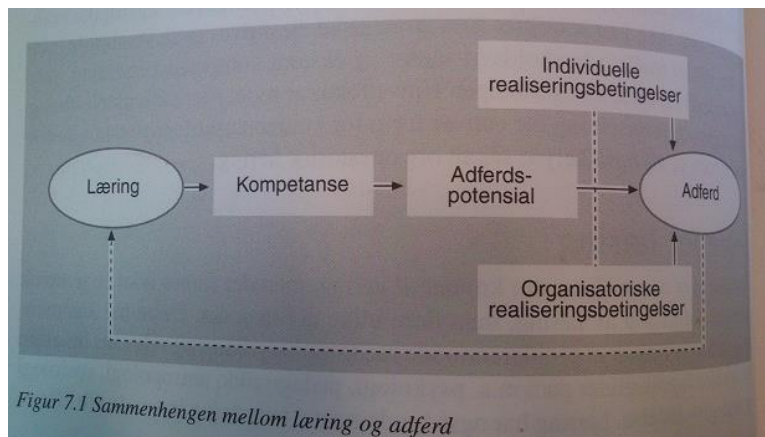 Individuelle
realiseringsbetingelser
Læring
Kompetanse
Adferds-
potensial
Adferd
Organisatoriske
realiseringsbetingelser
Figur 7.1 Sammenhengen mellom læring og adferd